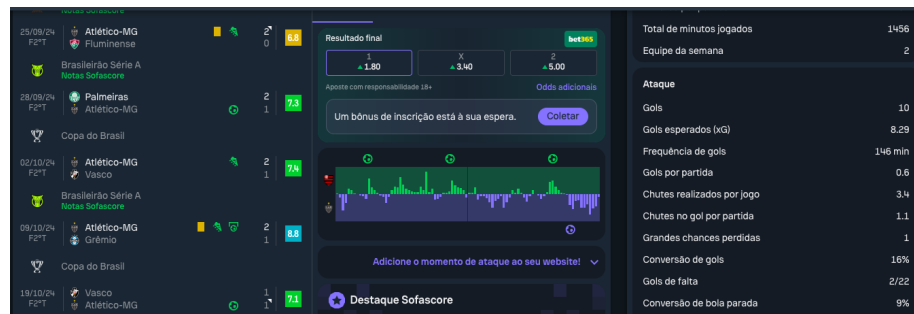 Notas Sofascore
25/09/24
F2°T
Atlético-MG
Fluminense
2
0
6.8
Brasileirão Série A
Notas Sofascore
28/09/24
F2°T
Palmeiras
Atlético-MG
2
1
7.3
Copa do Brasil
02/10/24
F2°T
Atlético-MG
Vasco
2
1
7.4
Brasileirão Série A
Notas Sofascore
09/10/24
F2°T
Atlético-MG
Grêmio
2
1
8.8
Copa do Brasil
19/10/24
F2°T
Vasco
Atlético-MG
1
1
7.1
Resultado final
bet365
1
1.80
X
3.40
2
5.00
Aposte com responsabilidade 18+
Odds adicionais
Um bônus de inscrição está à sua espera.
Coletar
Adicione o momento de ataque ao seu website!
Destaque Sofascore
Total de minutos jogados 1456
Equipe da semana 2
Ataque
Gols 10
Gols esperados (xG) 8.29
Frequência de gols 146 min
Gols por partida 0.6
Chutes realizados por jogo 3.4
Chutes no gol por partida 1.1
Grandes chances perdidas 1
Conversão de gols 16%
Gols de falta 2/22
Conversão de bola parada 9%